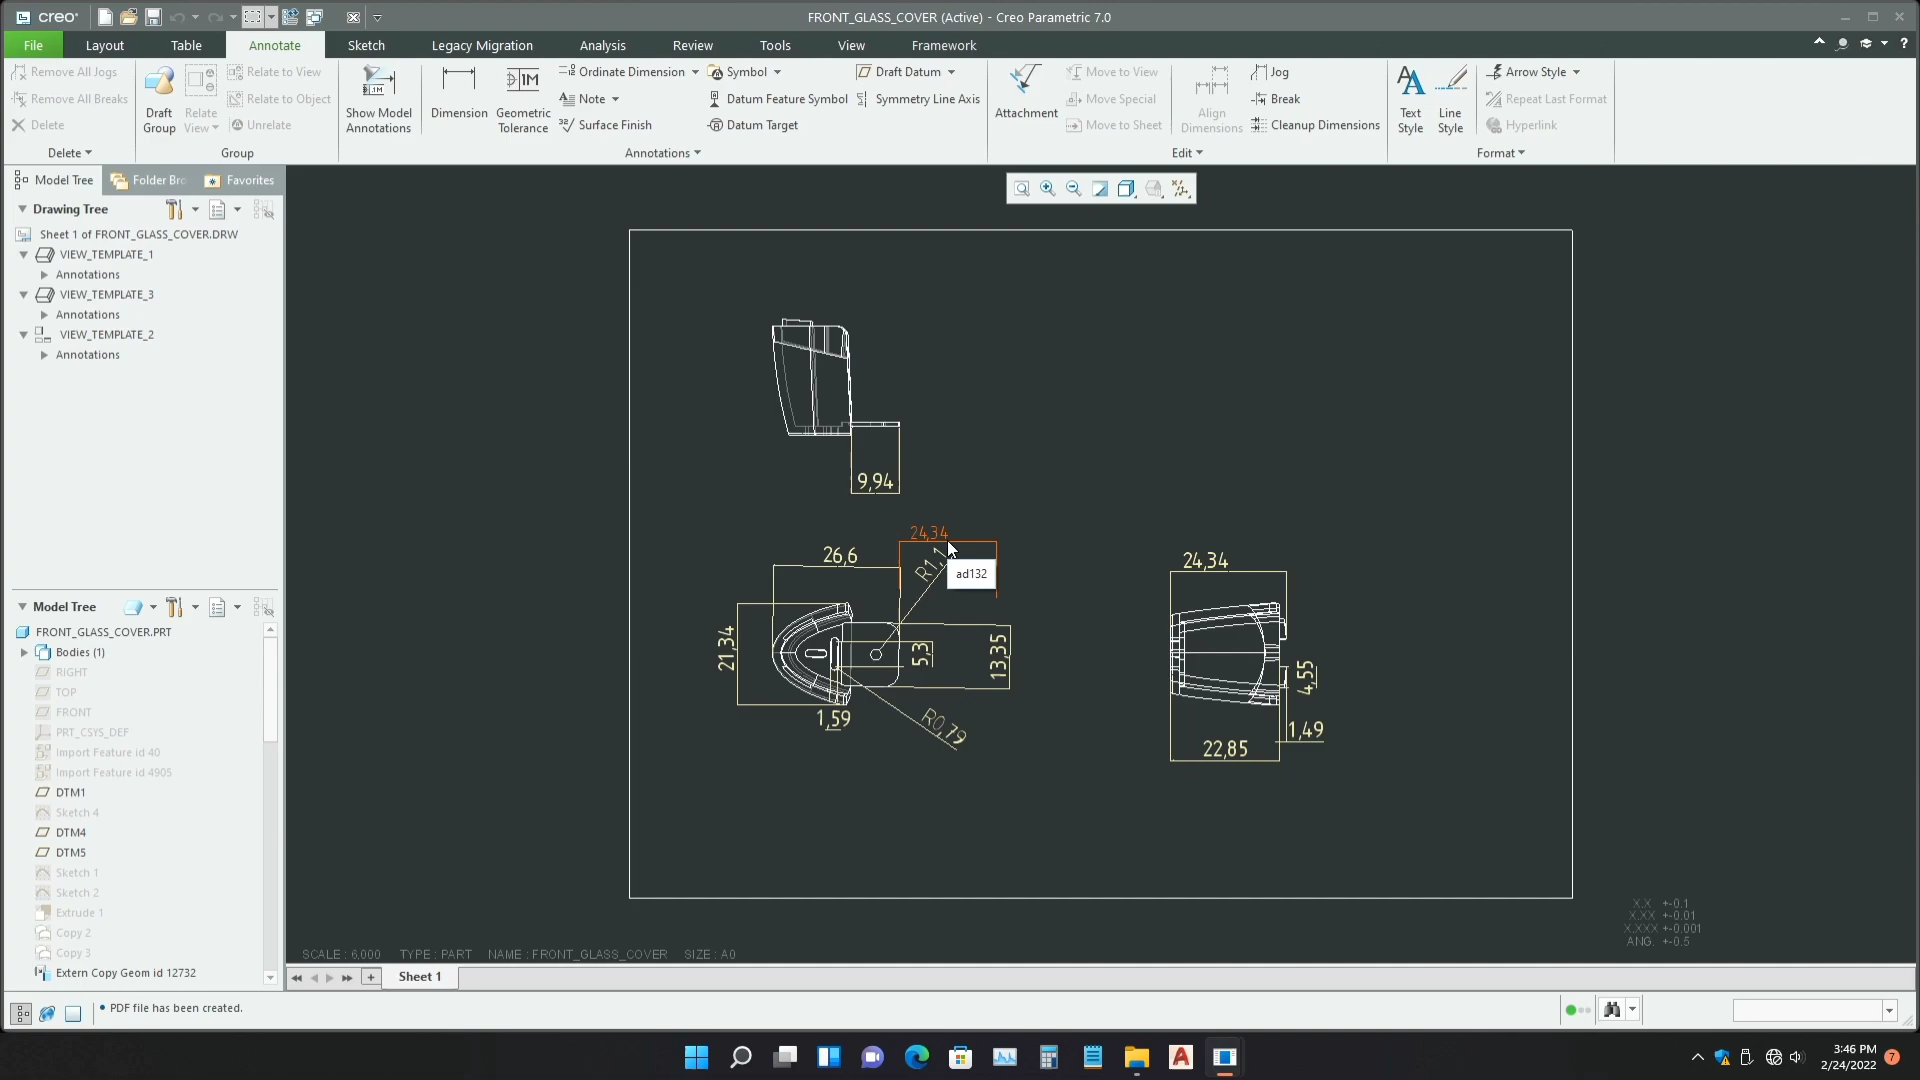 creo
FRONT_GLASS_COVER (Active) - Creo Parametric 7.0
File
Layout
Table
Annotate
Sketch
Legacy Migration
Analysis
Review
Tools
View
Framework
Remove All Jogs
Remove All Breaks
Delete
Delete
Draft Group
Relate View
Relate to View
Relate to Object
Unrelate
Group
Show Model Annotations
Dimension
Geometric Tolerance
Ordinate Dimension
Note
Surface Finish
Symbol
Datum Feature Symbol
Datum Target
Draft Datum
Symmetry Line Axis
Annotations
Attachment
Move to View
Move Special
Move to Sheet
Align Dimensions
Jog
Break
Cleanup Dimensions
Edit
Text Style
Line Style
Arrow Style
Repeat Last Format
Hyperlink
Format
Model Tree
Folder Bro
Favorites
Drawing Tree
Sheet 1 of FRONT_GLASS_COVER.DRW
VIEW_TEMPLATE_1
Annotations
VIEW_TEMPLATE_3
Annotations
VIEW_TEMPLATE_2
Annotations
Model Tree
FRONT_GLASS_COVER.PRT
Bodies (1)
RIGHT
TOP
FRONT
PRT_CSYS_DEF
Import Feature id 40
Import Feature id 4905
DTM1
Sketch 4
DTM4
DTM5
Sketch 1
Sketch 2
Extrude 1
Copy 2
Copy 3
Extern Copy Geom id 12732
9,94
24,34
26,6
R1,1
ad132
21,34
5,3
13,35
1,59
R0,79
24,34
4,55
1,49
22,85
X.X +-0.1
X.XX +-0.01
X.XXX +-0.001
ANG. +-0.5
SCALE : 6,000 TYPE : PART NAME : FRONT_GLASS_COVER SIZE : A0
Sheet 1
PDF file has been created.
3:46 PM
2/24/2022
7